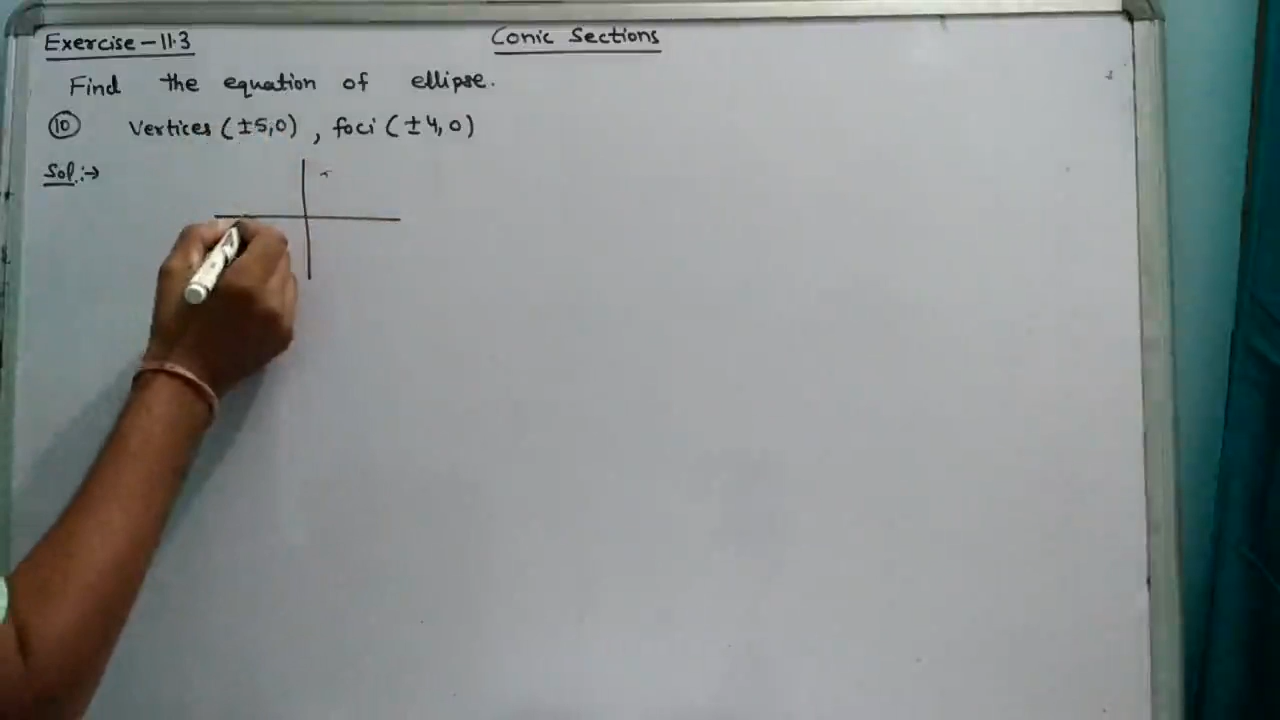 Exercise-11.3
Conic Sections
Find the equation of ellipse.
⑩ Vertices (±5,0), foci (±4,0)
Sol:→